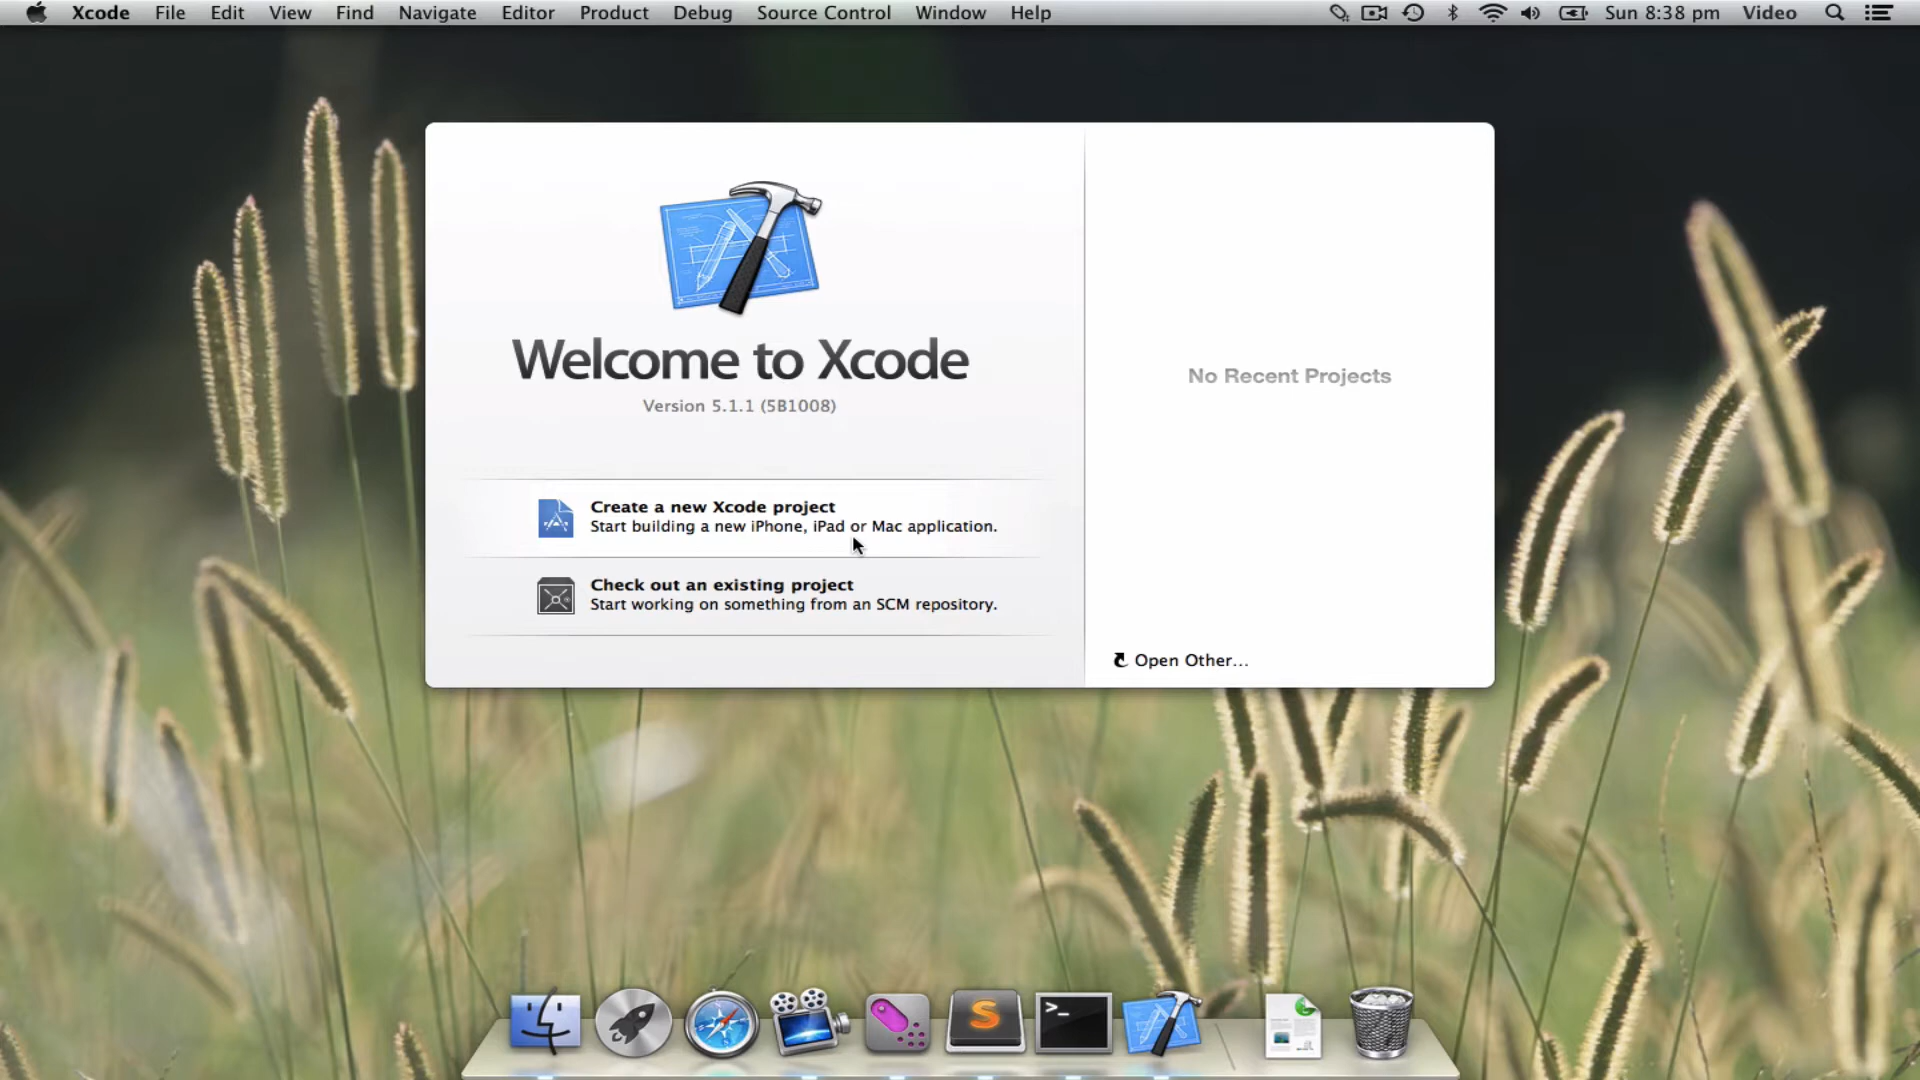 Xcode File Edit View Find Navigate Editor Product Debug Source Control Window Help Sun 8:38 pm Video
Welcome to Xcode
Version 5.1.1 (5B1008)
Create a new Xcode project
Start building a new iPhone, iPad or Mac application.
Check out an existing project
Start working on something from an SCM repository.
No Recent Projects
Open Other...
S
>_